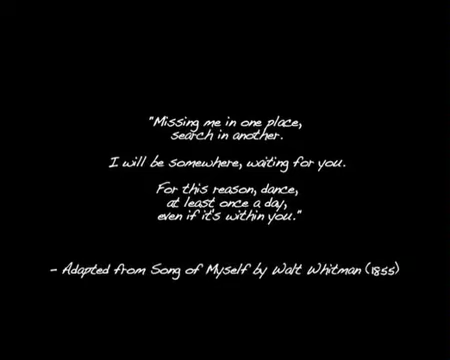 "Missing me in one place,
search in another.
I will be somewhere, waiting for you.
For this reason, dance,
at least once a day,
even if it's within you."
- Adapted from Song of Myself by Walt Whitman (1855)